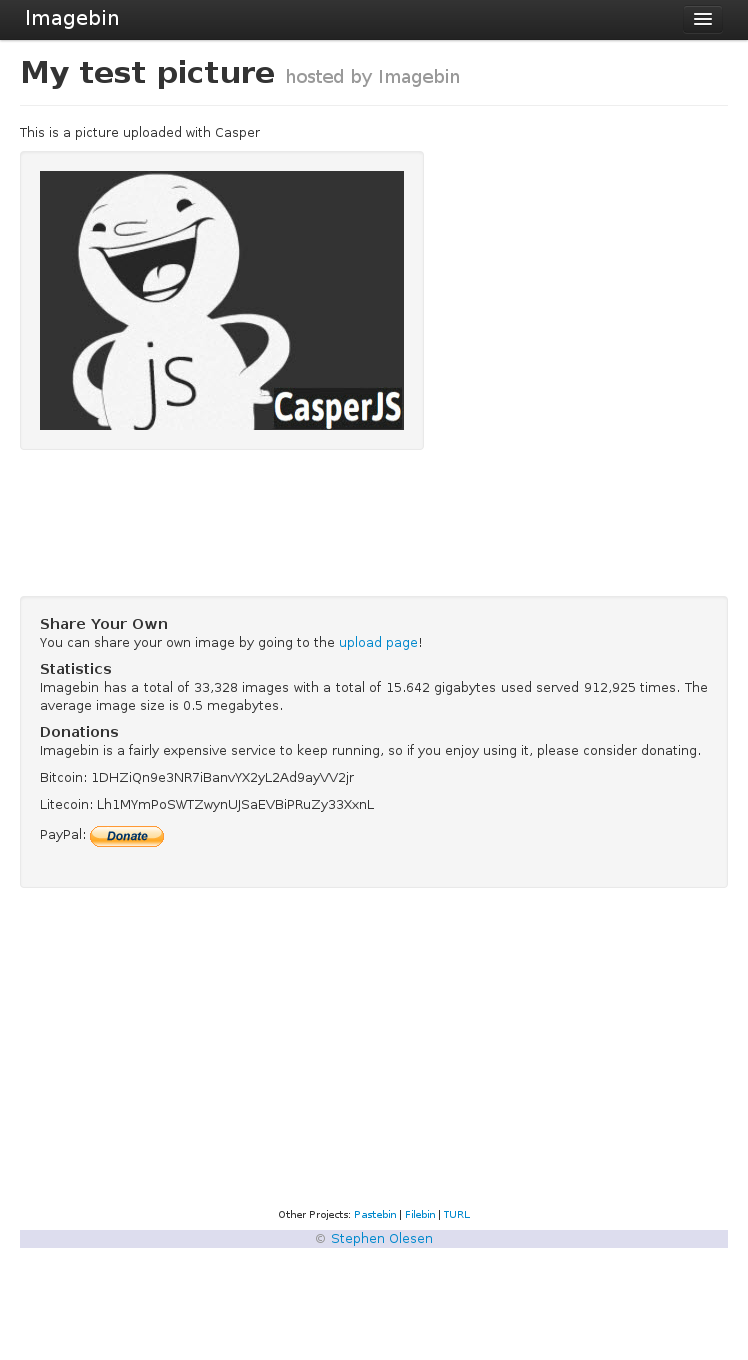 Imagebin
My test picture hosted by Imagebin
This is a picture uploaded with Casper
js
CasperJS
Share Your Own
You can share your own image by going to the upload page!
Statistics
Imagebin has a total of 33,328 images with a total of 15.642 gigabytes used served 912,925 times. The
average image size is 0.5 megabytes.
Donations
Imagebin is a fairly expensive service to keep running, so if you enjoy using it, please consider donating.
Bitcoin: 1DHZiQn9e3NR7iBanvYX2yL2Ad9ayVV2jr
Litecoin: Lh1MYmPoSWTZwynUJSaEVBiPRuZy33XxnL
PayPal: Donate
Other Projects: Pastebin | Filebin | TURL
© Stephen Olesen